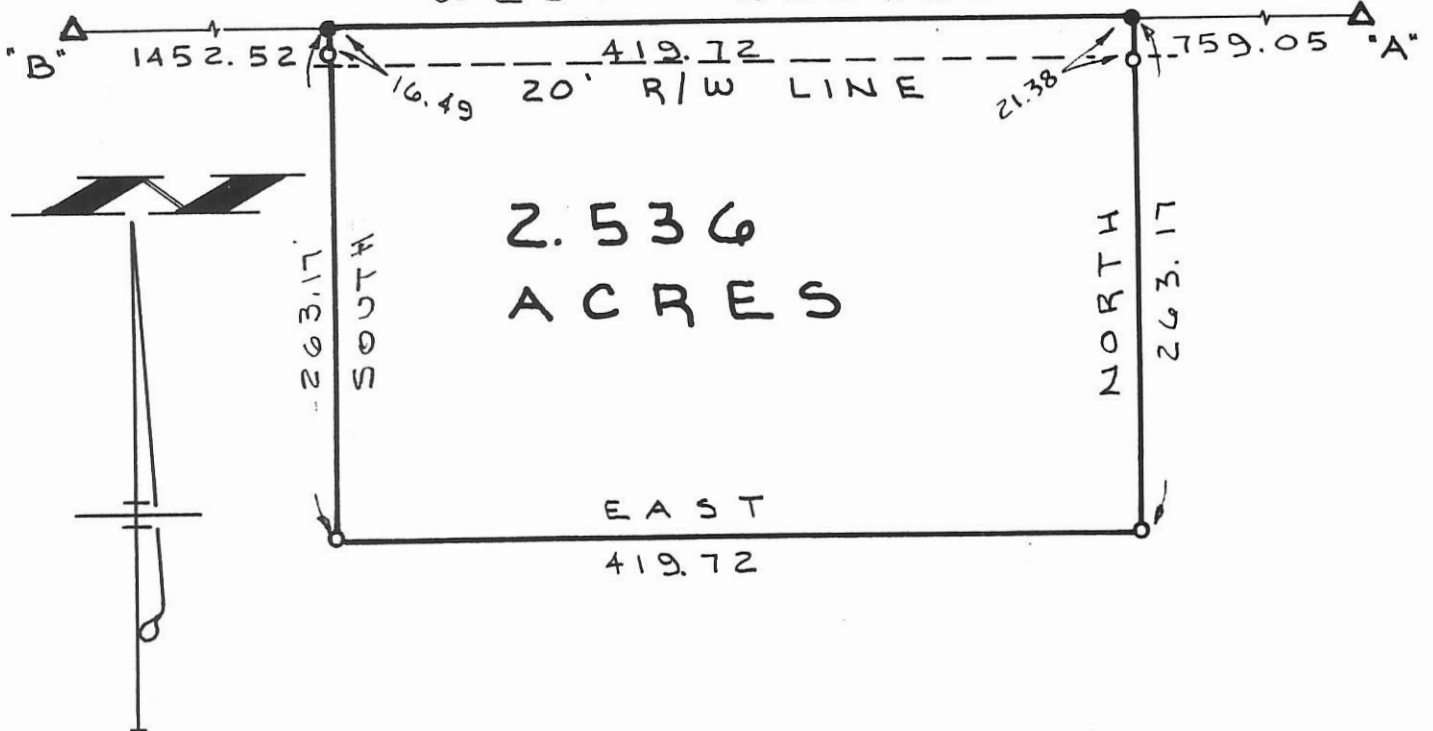 "B"
1452.52
419.72
759.05
"A"
16.49
20' R/W LINE
21.38
N
2.536
ACRES
263.17
SOUTH
NORTH
263.17
EAST
419.72